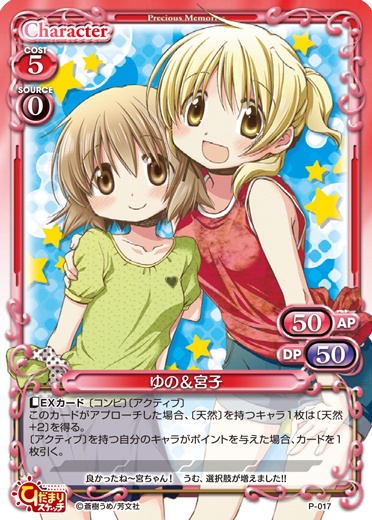 Precious Memories
Character
COST
5
SOURCE
0
50 AP
DP 50
ゆの&宮子
EXカード [コンビ] [アクティブ]
このカードがアプローチした場合、[天然]を持つキャラ1枚は[天然
+2]を得る。
[アクティブ]を持つ自分のキャラがポイントを与えた場合、カードを1
枚引く。
良かったね〜宮ちゃん! うむ、選択肢が増えました!!
ひだまり
スケッチ
©蒼樹うめ/芳文社
P-017